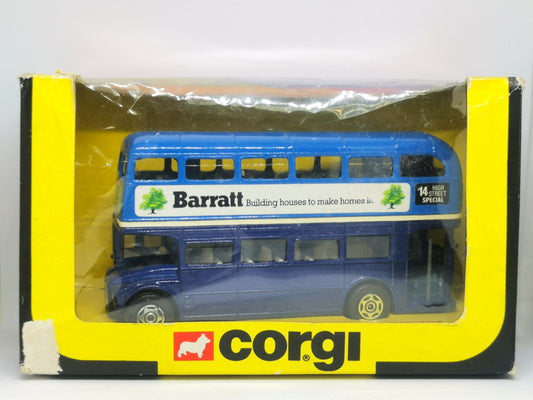 Barratt Building houses to make homes in.
14 HIGH
STREET
SPECIAL
CORGI